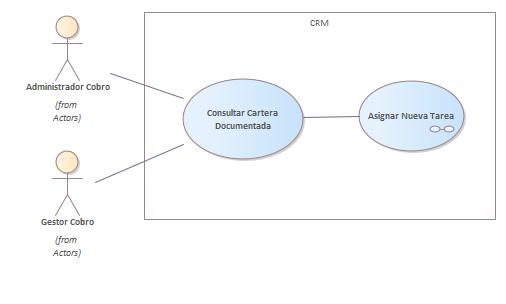 CRM
Administrador Cobro
(from
Actors)
Consultar Cartera
Documentada
Asignar Nueva Tarea
Gestor Cobro
(from
Actors)